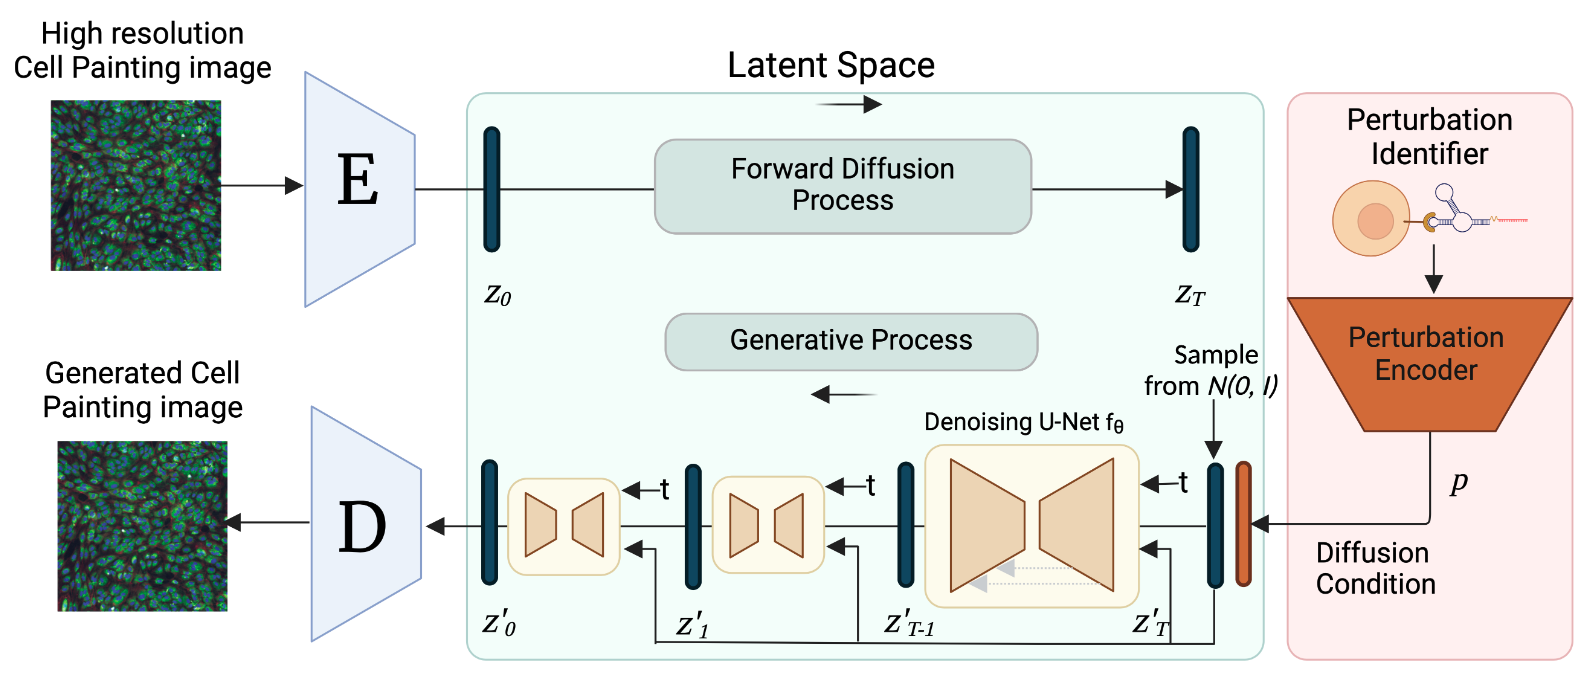 High resolution
Cell Painting image
E
Latent Space
Forward Diffusion
Process
z0
zT
Perturbation
Identifier
Perturbation
Encoder
p
Diffusion
Condition
Generative Process
Sample
from N(0, I)
Denoising U-Net fθ
t
t
t
z'0
z'1
z'T-1
z'T
D
Generated Cell
Painting image